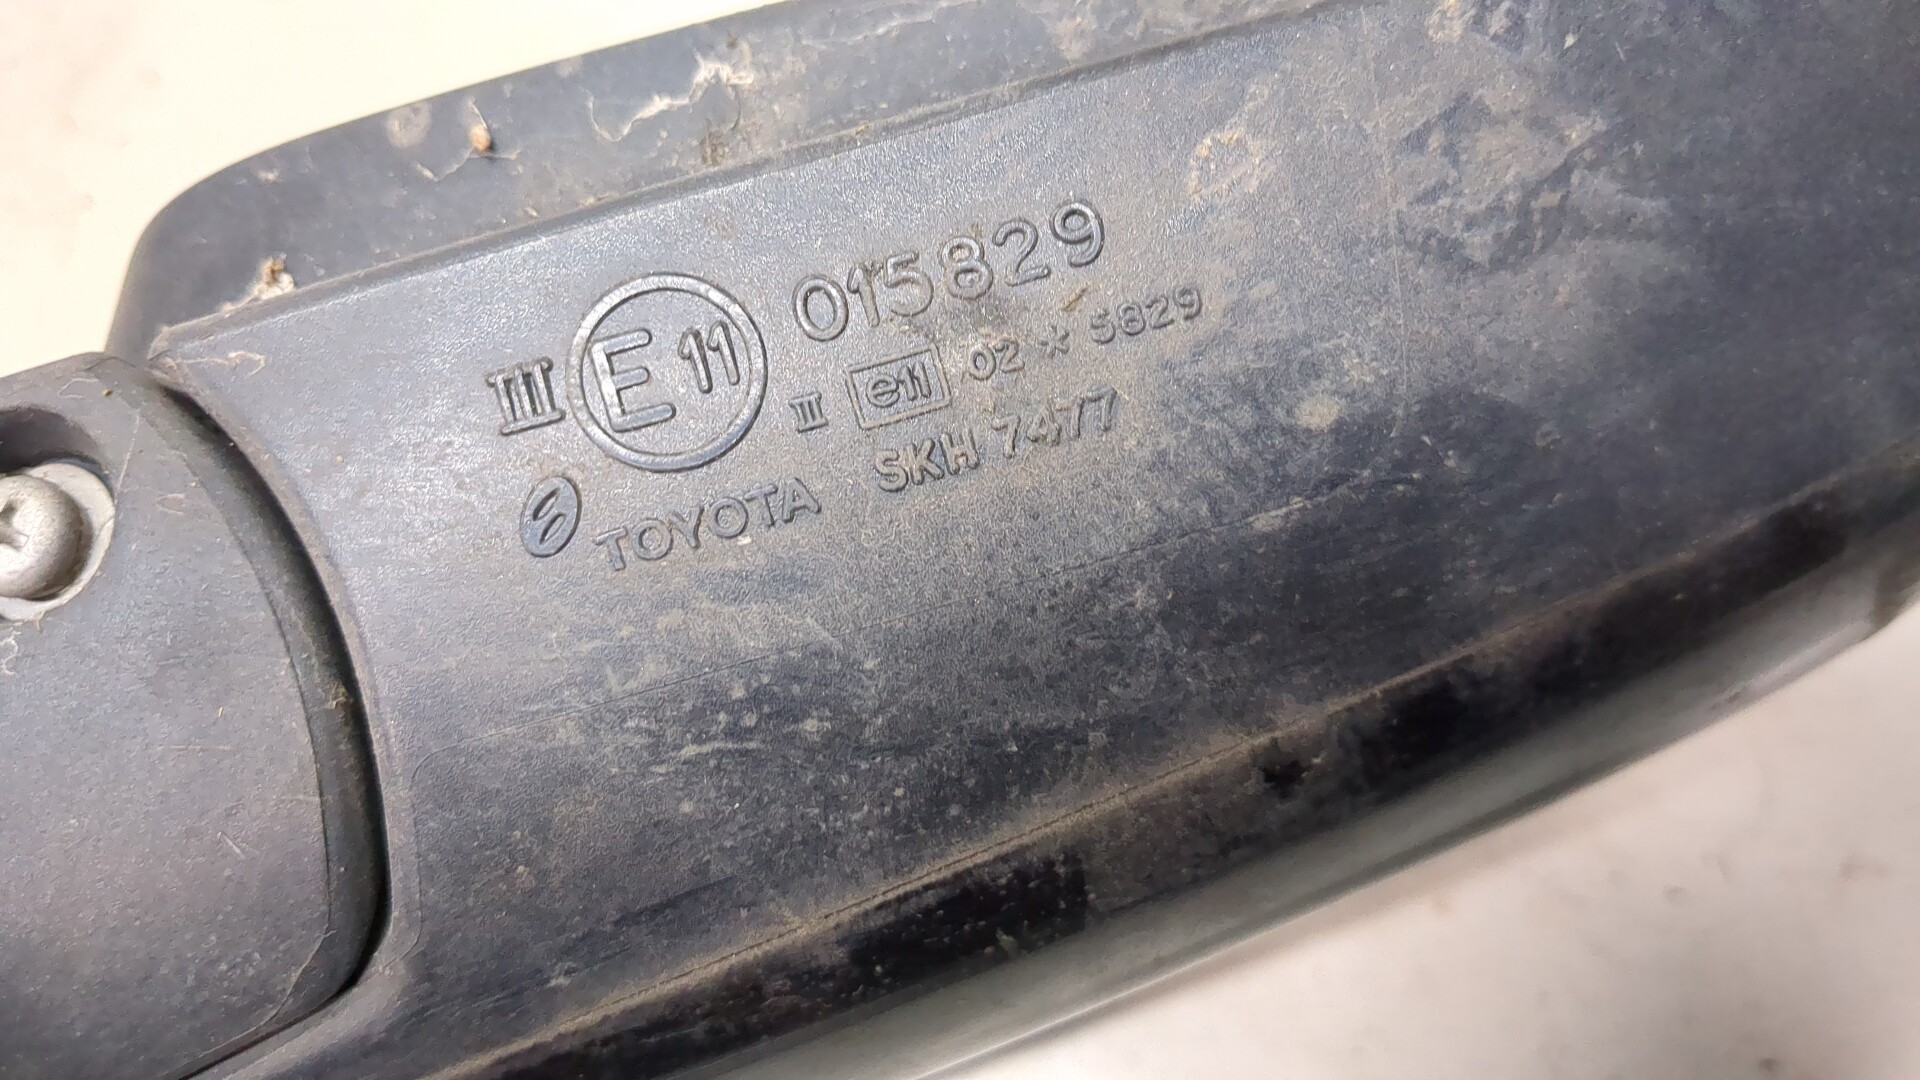 III E 11 015829
III e11 02 * 5829
TOYOTA SKH 7477